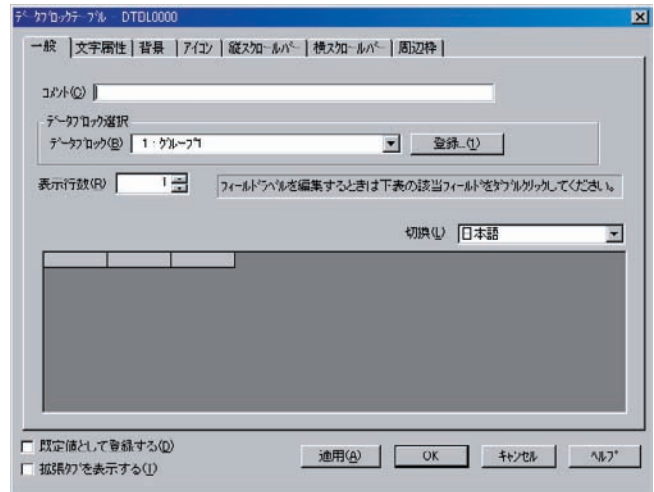 ﾃﾞｰﾀﾌﾞﾛｯｸﾃｰﾌﾞﾙ - DTBL0000
一般 文字属性 背景 ｱｲｺﾝ 縦ｽｸﾛｰﾙﾊﾞｰ 横ｽｸﾛｰﾙﾊﾞｰ 周辺枠
ｺﾒﾝﾄ(C)
ﾃﾞｰﾀﾌﾞﾛｯｸ選択
ﾃﾞｰﾀﾌﾞﾛｯｸ(B) 1 : ｸﾞﾙｰﾌﾟ1 登録...(1)
表示行数(R) 1 ﾌｨｰﾙﾄﾞﾗﾍﾞﾙを編集するときは下表の該当ﾌｨｰﾙﾄﾞをﾀﾞﾌﾞﾙｸﾘｯｸしてください。
切換(L) 日本語
既定値として登録する(D)
拡張ﾀﾌﾞを表示する(I)
適用(A) OK ｷｬﾝｾﾙ ﾍﾙﾌﾟ